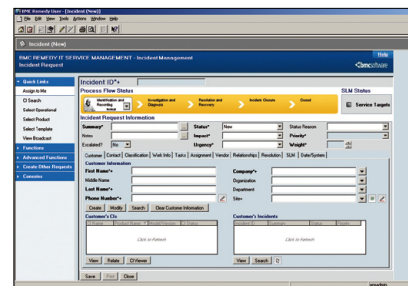 BMC Remedy User - [Incident (New)]
File Edit View Tools Actions Window Help
Incident (New)
Help
BMC REMEDY IT SERVICE MANAGEMENT - Incident Management
Incident Request
bmcsoftware
Quick Links
Assign to Me
CI Search
Select Operational
Select Product
Select Template
View Broadcast
Functions
Advanced Functions
Create Other Requests
Consoles
Incident ID*+
Process Flow Status
SLM Status
Identification and Recording
Investigation and Diagnosis
Resolution and Recovery
Incident Closure
Closed
Service Targets
Incident Request Information
Summary* Status* New Status Reason
Notes Impact* Priority*
Escalated? No Urgency* Weight*
Customer Contact Classification Work Info Tasks Assignment Vendor Relationships Resolution SLM Date/System
Customer Information
First Name*+ Company*+
Middle Name Organization
Last Name*+ Department
Phone Number*+ Site+
Create Modify Search Clear Customer Information
Customer's CIs Customer's Incidents
Click to Refresh Click to Refresh
View Relate CI Viewer View Search
Save Print Close